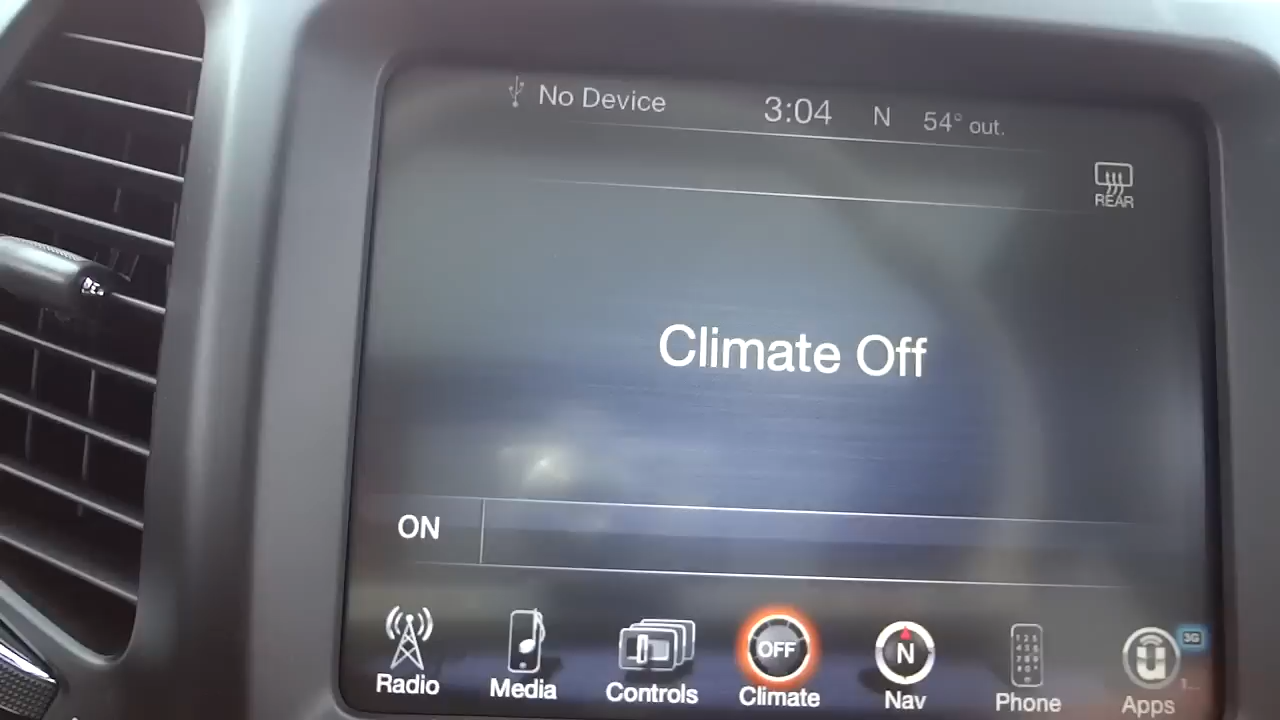 No Device 3:04 N 54° out.
REAR
Climate Off
ON
OFF N 3G
Radio Media Controls Climate Nav Phone Apps